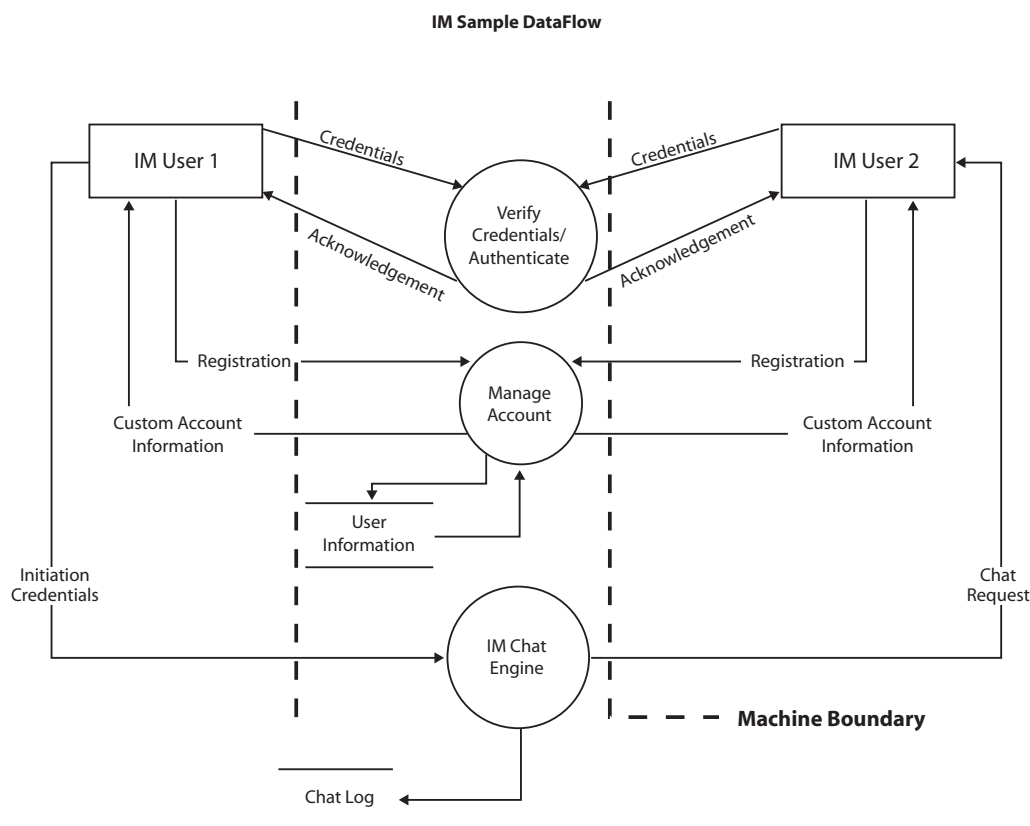 IM Sample DataFlow
IM User 1
Credentials
Credentials
IM User 2
Verify
Credentials/
Authenticate
Acknowledgement
Acknowledgement
Registration
Registration
Manage
Account
Custom Account
Information
Custom Account
Information
User
Information
Initiation
Credentials
Chat
Request
IM Chat
Engine
Machine Boundary
Chat Log